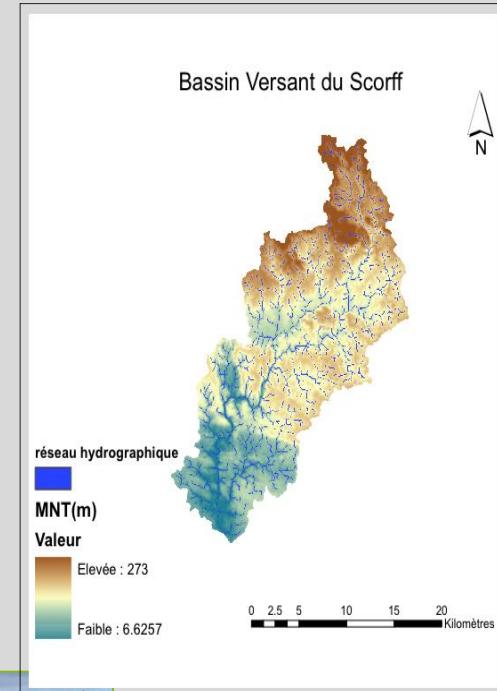 Bassin Versant du Scorff
N
réseau hydrographique
MNT(m)
Valeur
Elevée : 273
Faible : 6.6257
0 2.5 5 10 15 20
Kilomètres